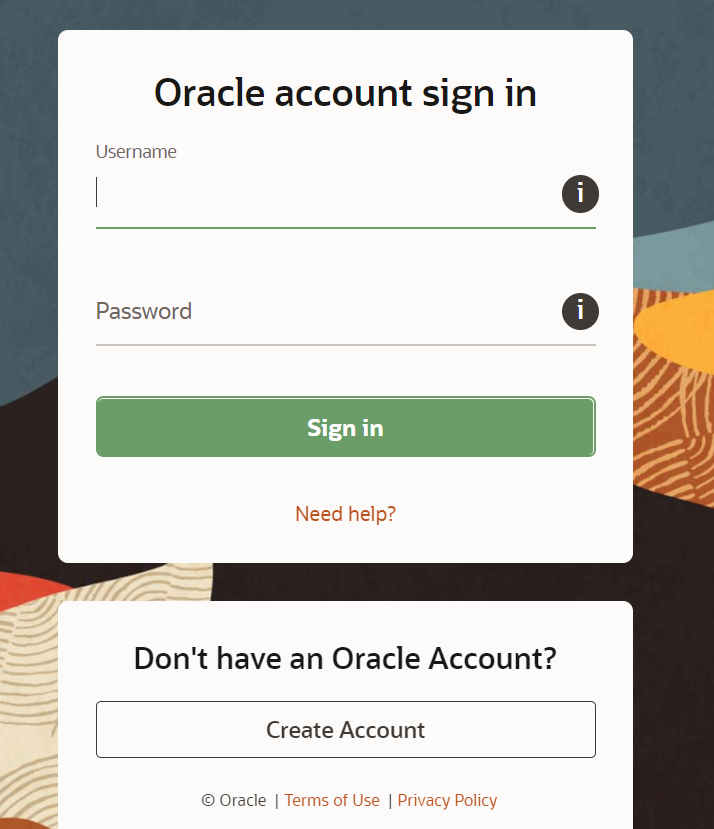 Oracle account sign in
Username
i
Password
i
Sign in
Need help?
Don't have an Oracle Account?
Create Account
© Oracle | Terms of Use | Privacy Policy